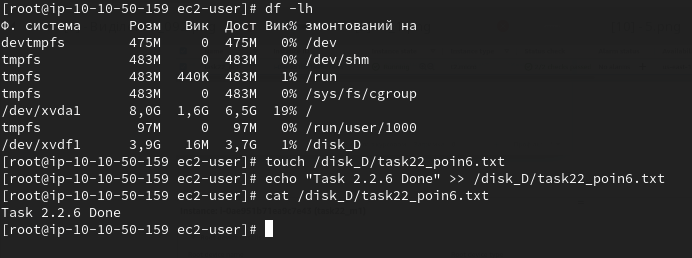 [root@ip-10-10-50-159 ec2-user]# df -lh
Ф. система Розм Вик Дост Вик% змонтований на
devtmpfs 475M 0 475M 0% /dev
tmpfs 483M 0 483M 0% /dev/shm
tmpfs 483M 440K 483M 1% /run
tmpfs 483M 0 483M 0% /sys/fs/cgroup
/dev/xvda1 8,0G 1,6G 6,5G 19% /
tmpfs 97M 0 97M 0% /run/user/1000
/dev/xvdf1 3,9G 16M 3,7G 1% /disk_D
[root@ip-10-10-50-159 ec2-user]# touch /disk_D/task22_poin6.txt
[root@ip-10-10-50-159 ec2-user]# echo "Task 2.2.6 Done" >> /disk_D/task22_poin6.txt
[root@ip-10-10-50-159 ec2-user]# cat /disk_D/task22_poin6.txt
Task 2.2.6 Done
[root@ip-10-10-50-159 ec2-user]#